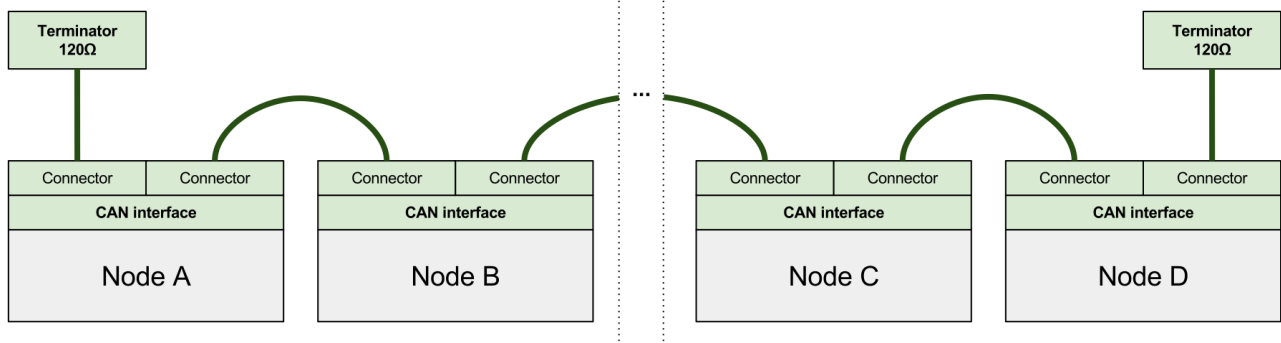 Terminator
120Ω
Terminator
120Ω
...
Connector Connector Connector Connector Connector Connector Connector Connector
CAN interface CAN interface CAN interface CAN interface
Node A Node B Node C Node D